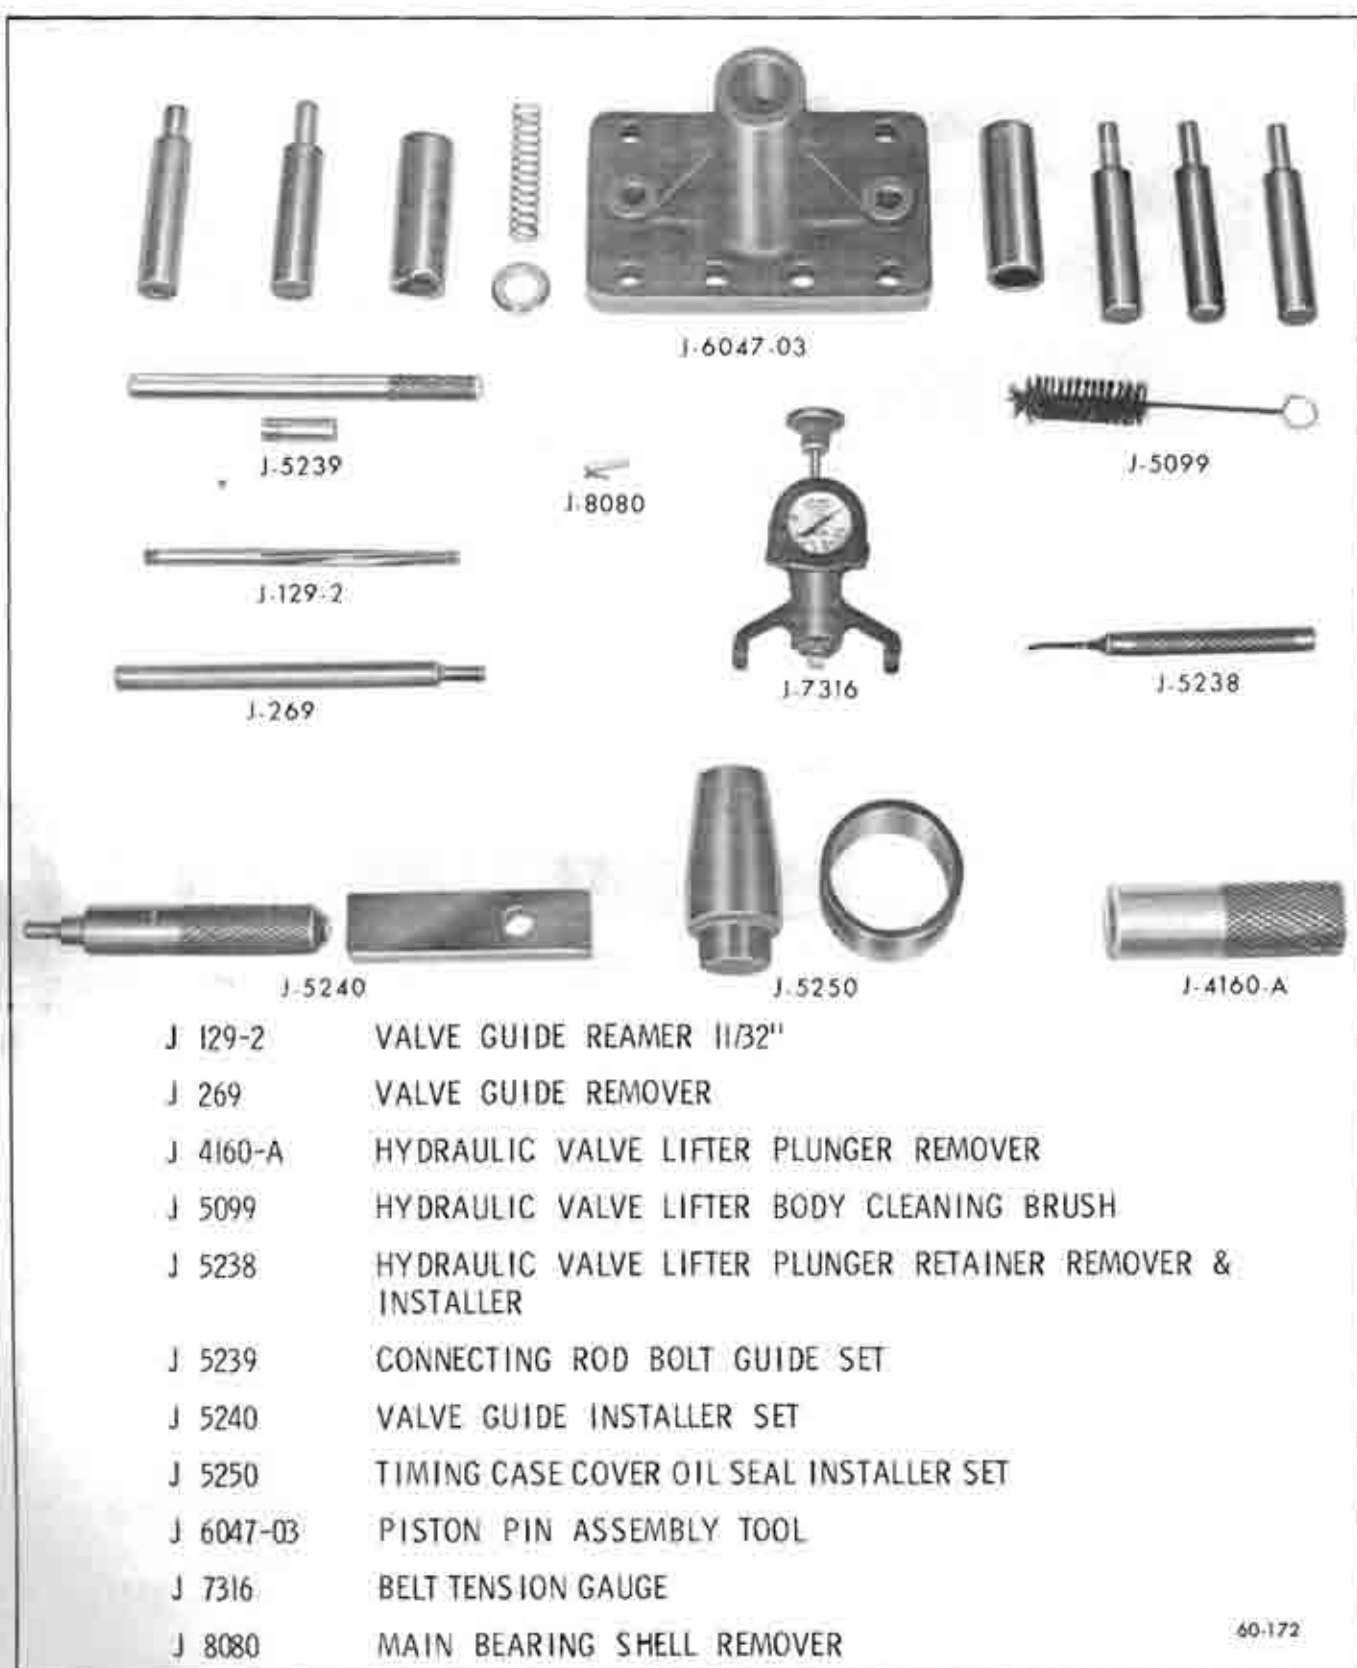 J-6047-03
J-5239
J-8080
J-5099
J-129-2
J-7316
J-5238
J-269
J-5240
J-5250
J-4160-A
J 129-2 VALVE GUIDE REAMER 11/32"
J 269 VALVE GUIDE REMOVER
J 4160-A HYDRAULIC VALVE LIFTER PLUNGER REMOVER
J 5099 HYDRAULIC VALVE LIFTER BODY CLEANING BRUSH
J 5238 HYDRAULIC VALVE LIFTER PLUNGER RETAINER REMOVER &
INSTALLER
J 5239 CONNECTING ROD BOLT GUIDE SET
J 5240 VALVE GUIDE INSTALLER SET
J 5250 TIMING CASE COVER OIL SEAL INSTALLER SET
J 6047-03 PISTON PIN ASSEMBLY TOOL
J 7316 BELT TENSION GAUGE
J 8080 MAIN BEARING SHELL REMOVER
60-172